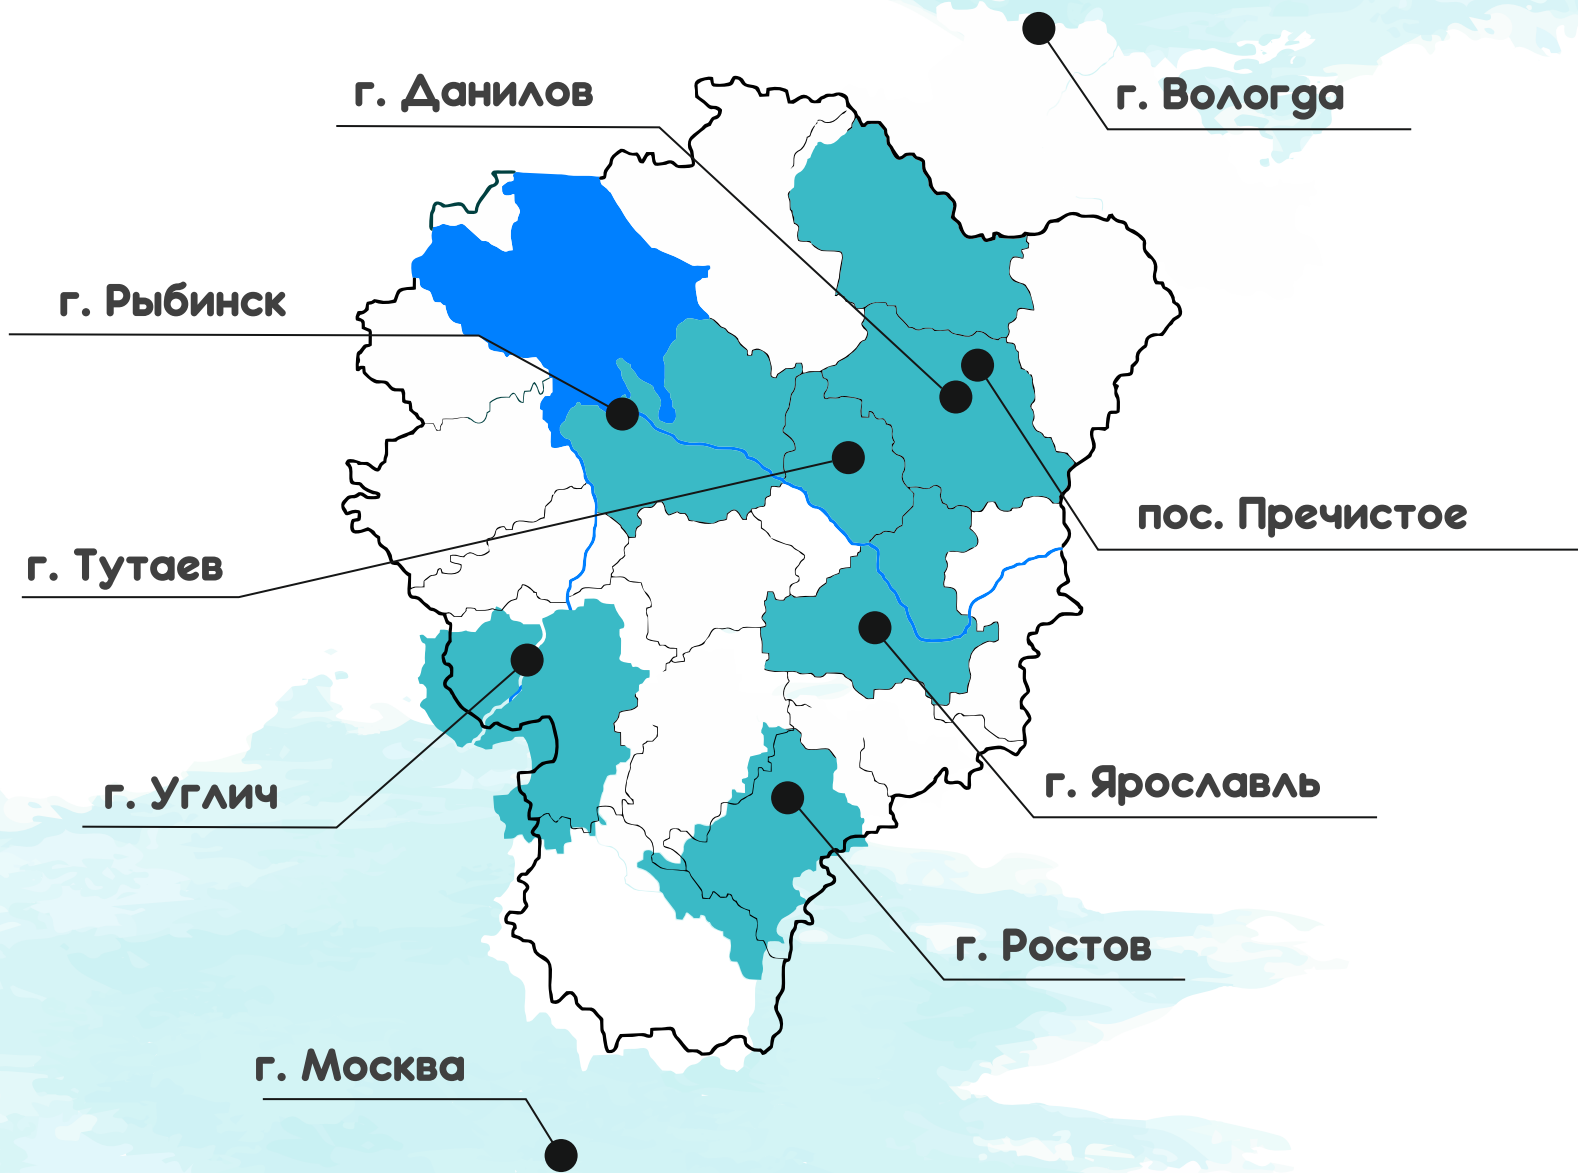 г. Данилов
г. Вологда
г. Рыбинск
пос. Пречистое
г. Тутаев
г. Углич
г. Ярославль
г. Ростов
г. Москва